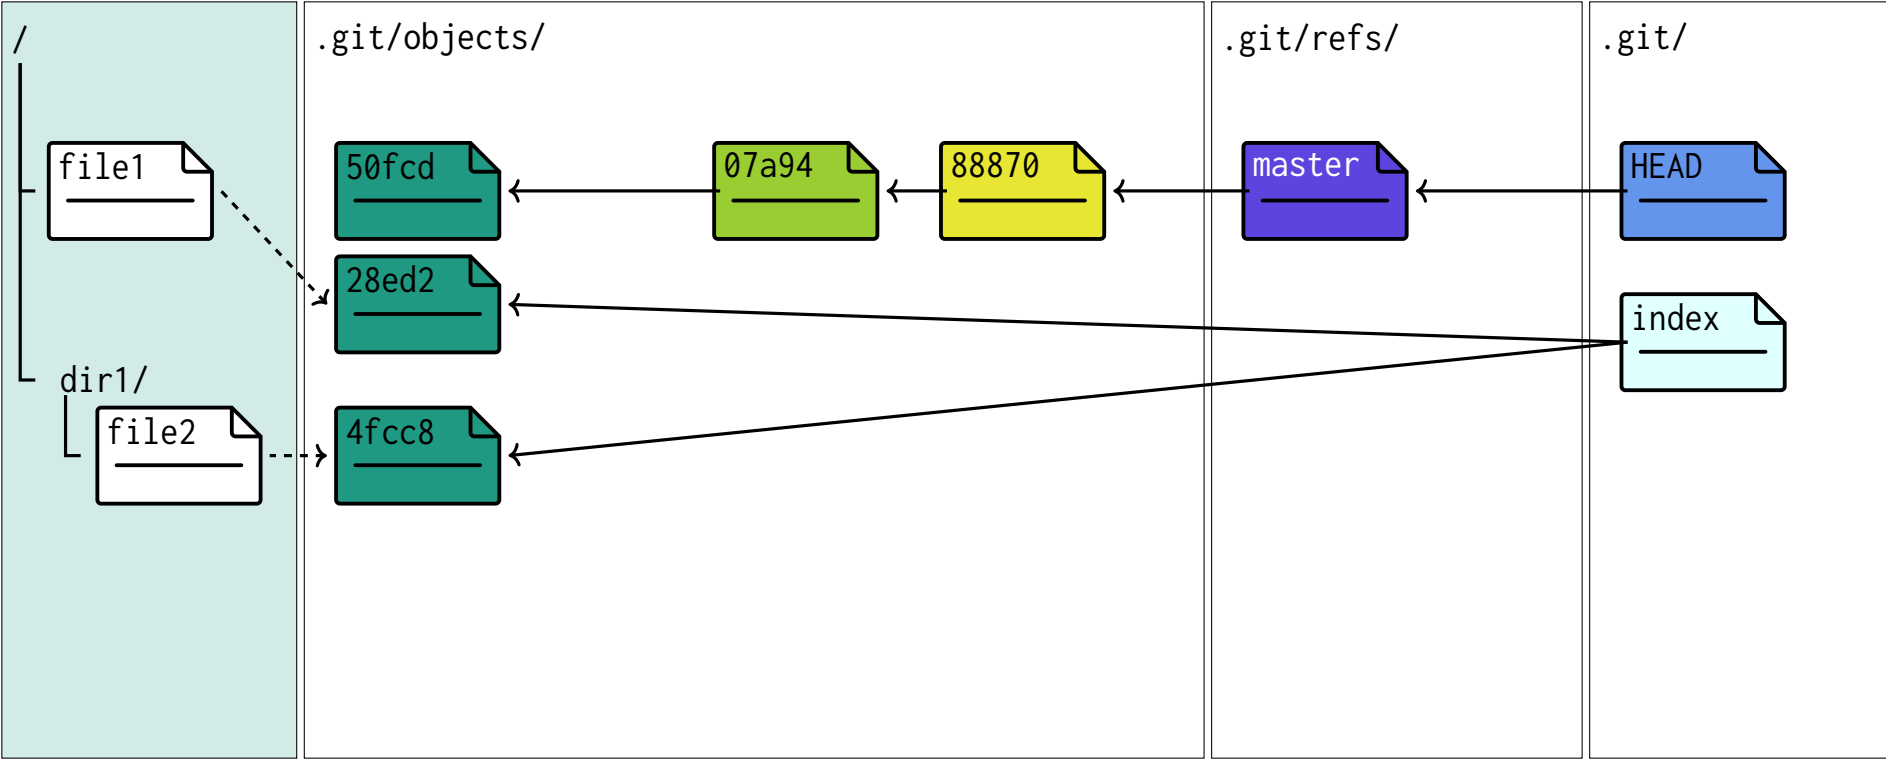 /
.git/objects/
.git/refs/
.git/
file1
50fcd
07a94
88870
master
HEAD
28ed2
index
dir1/
file2
4fcc8